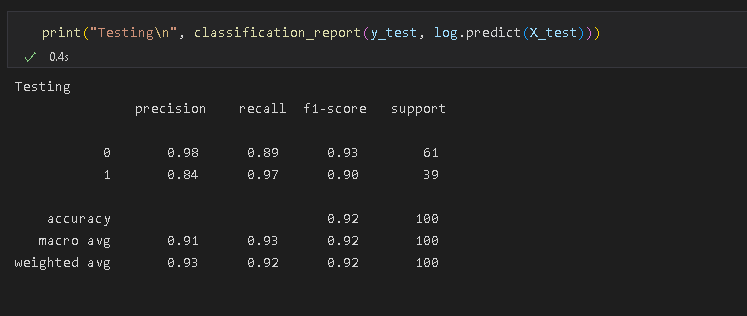 print("Testing\n", classification_report(y_test, log.predict(X_test)))
✓ 0.4s
Testing
precision recall f1-score support
0 0.98 0.89 0.93 61
1 0.84 0.97 0.90 39
accuracy 0.92 100
macro avg 0.91 0.93 0.92 100
weighted avg 0.93 0.92 0.92 100